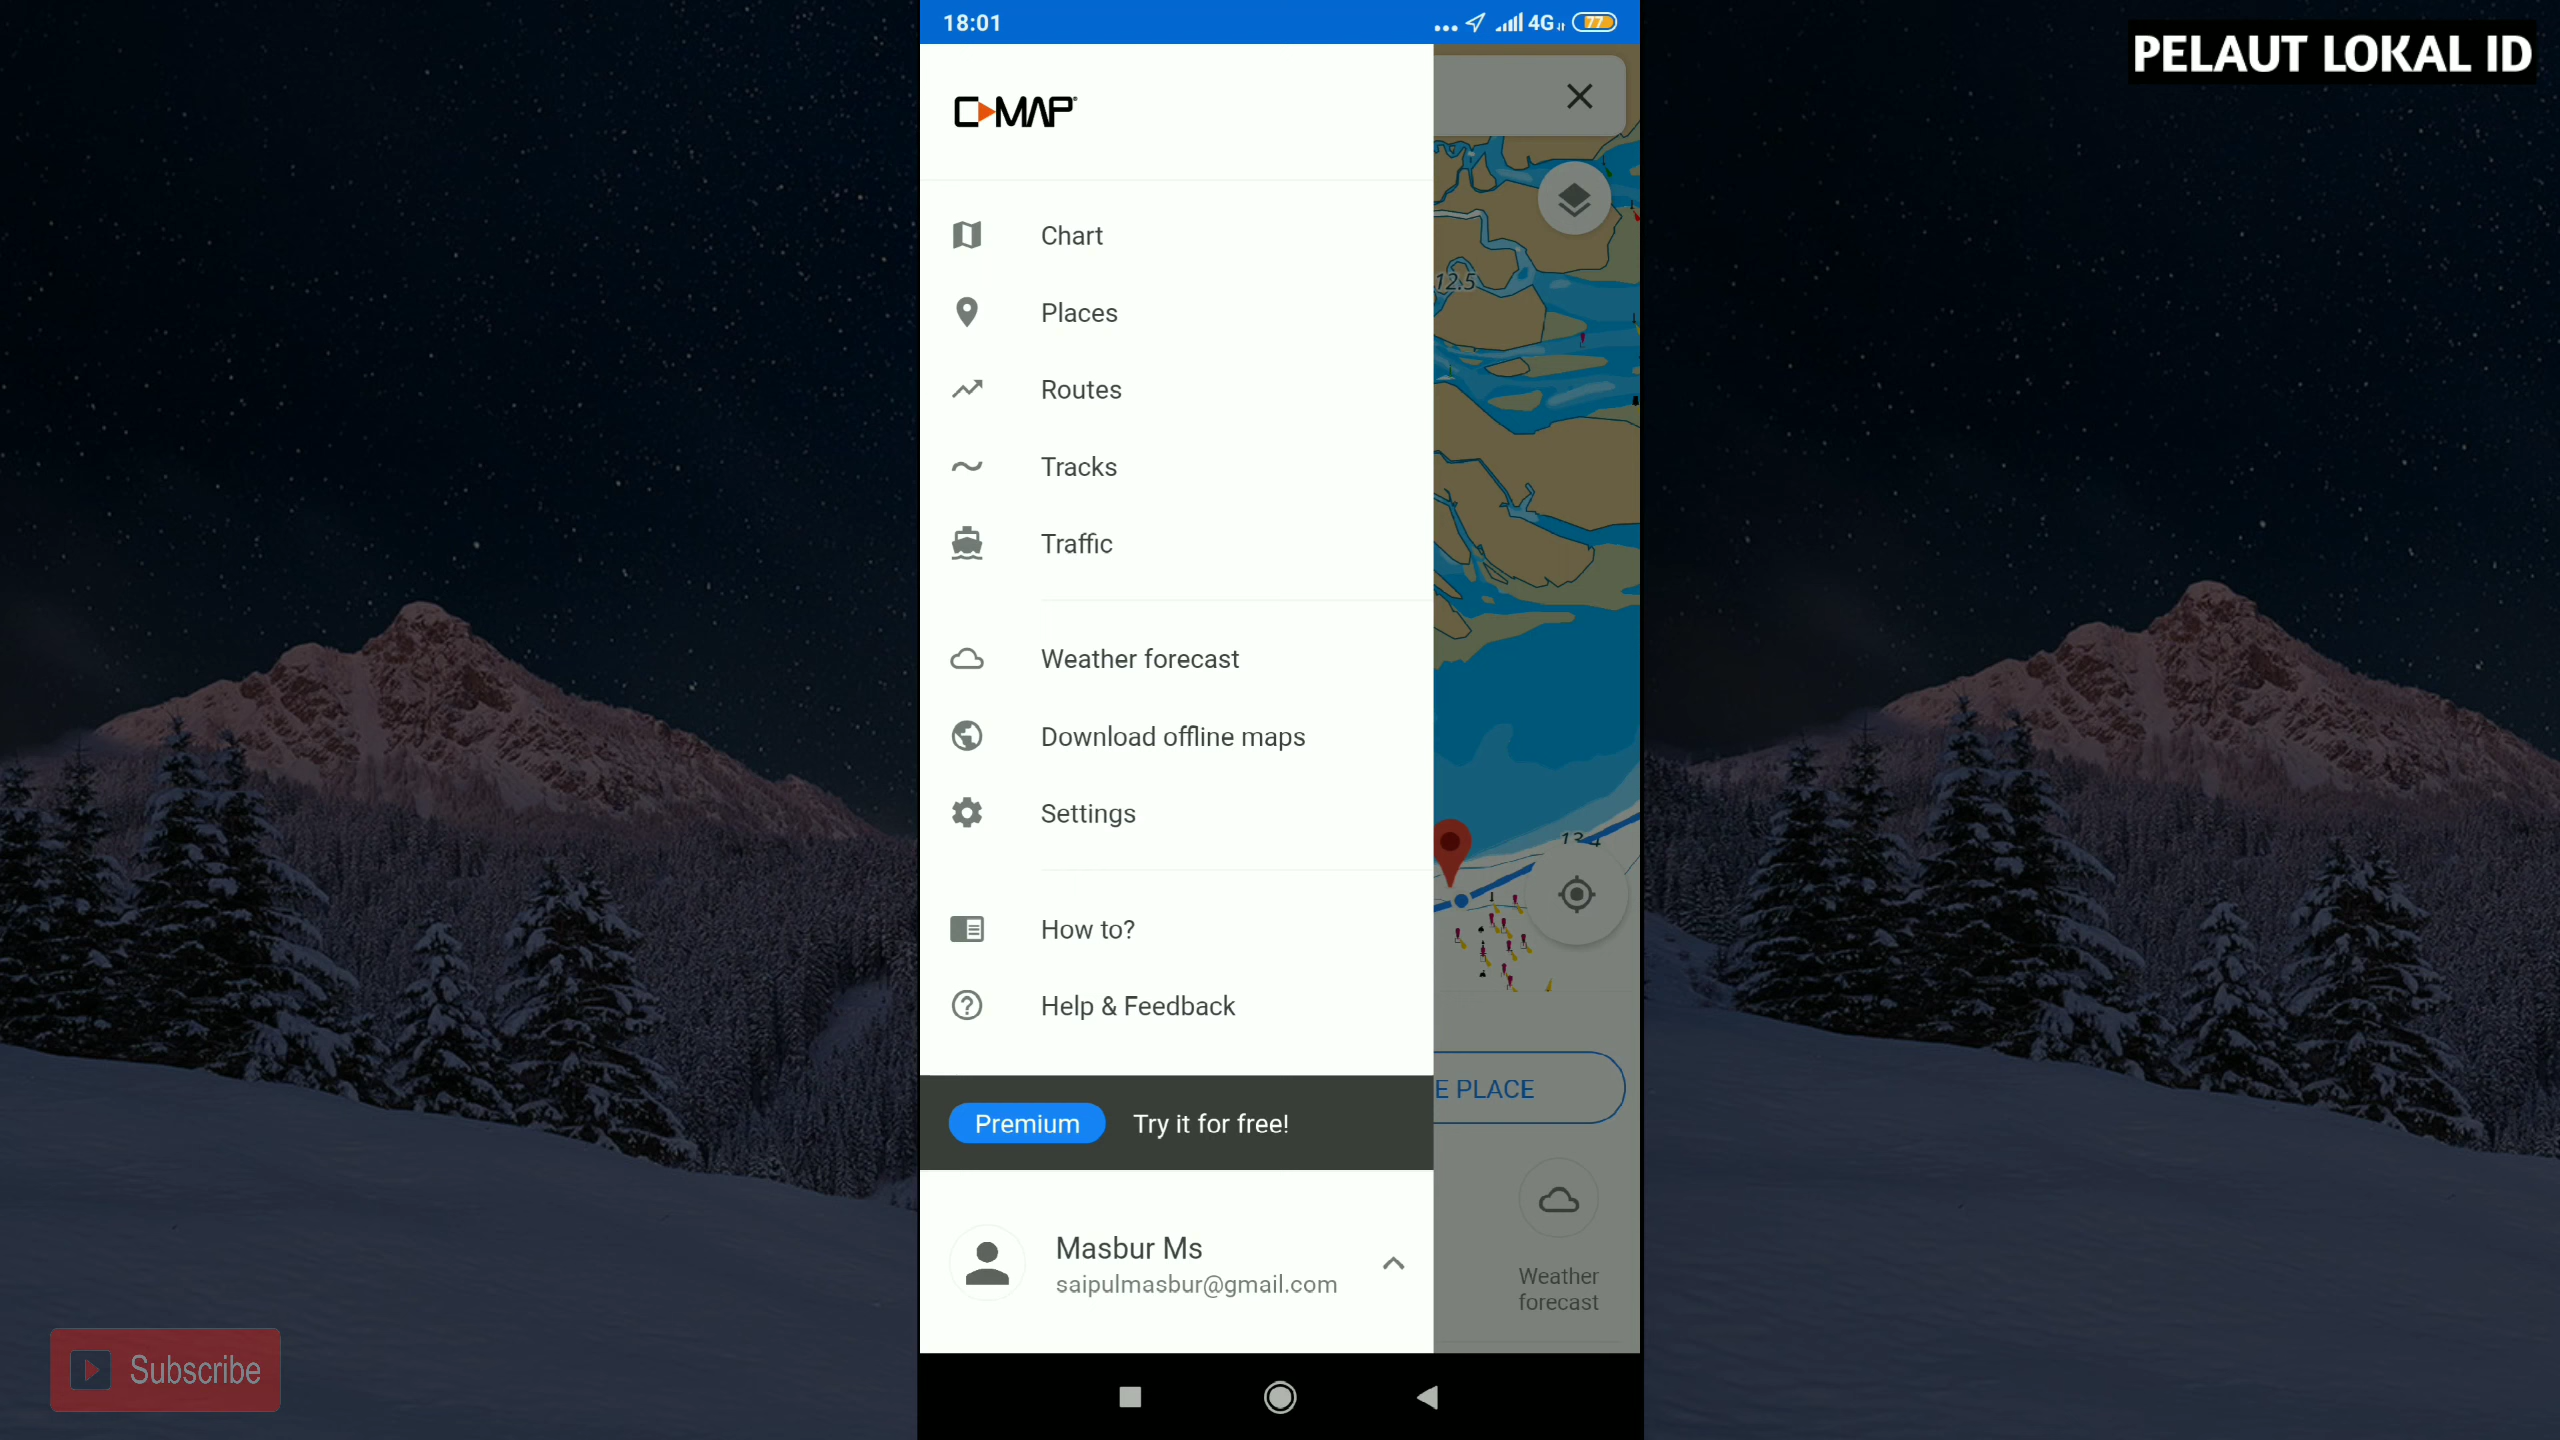 18:01
4G
77
PELAUT LOKAL ID
C-MAP
Chart
Places
Routes
Tracks
Traffic
Weather forecast
Download offline maps
Settings
How to?
Help & Feedback
Premium Try it for free!
Masbur Ms
saipulmasbur@gmail.com
12.5
13.4
E PLACE
Weather
forecast
Subscribe